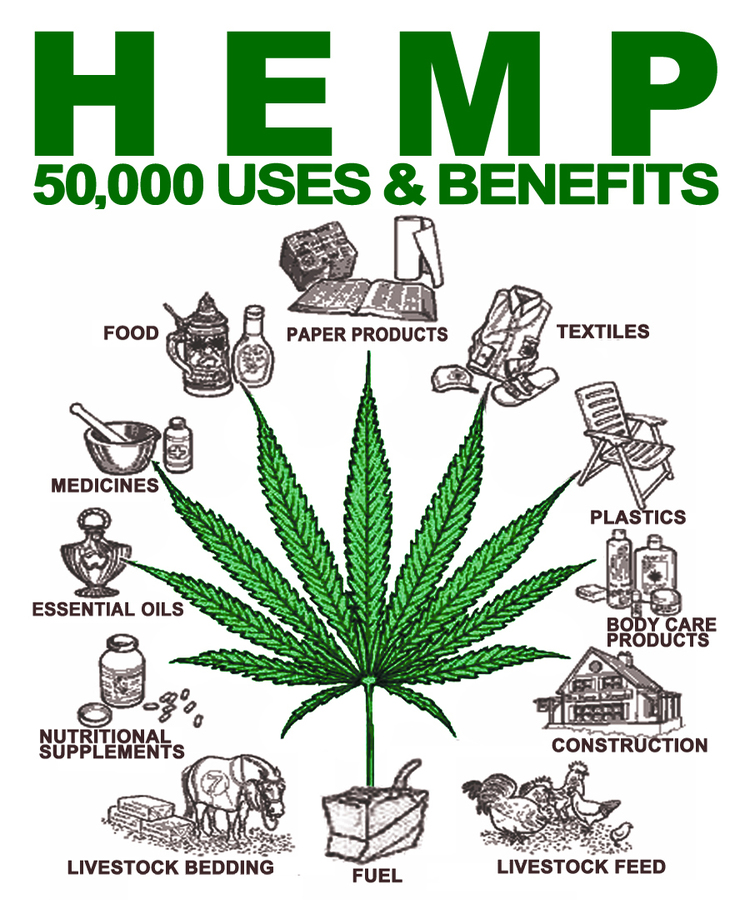 HEMP
50,000 USES & BENEFITS
FOOD
PAPER PRODUCTS
TEXTILES
MEDICINES
PLASTICS
ESSENTIAL OILS
BODY CARE
PRODUCTS
NUTRITIONAL
SUPPLEMENTS
CONSTRUCTION
LIVESTOCK BEDDING
FUEL
LIVESTOCK FEED